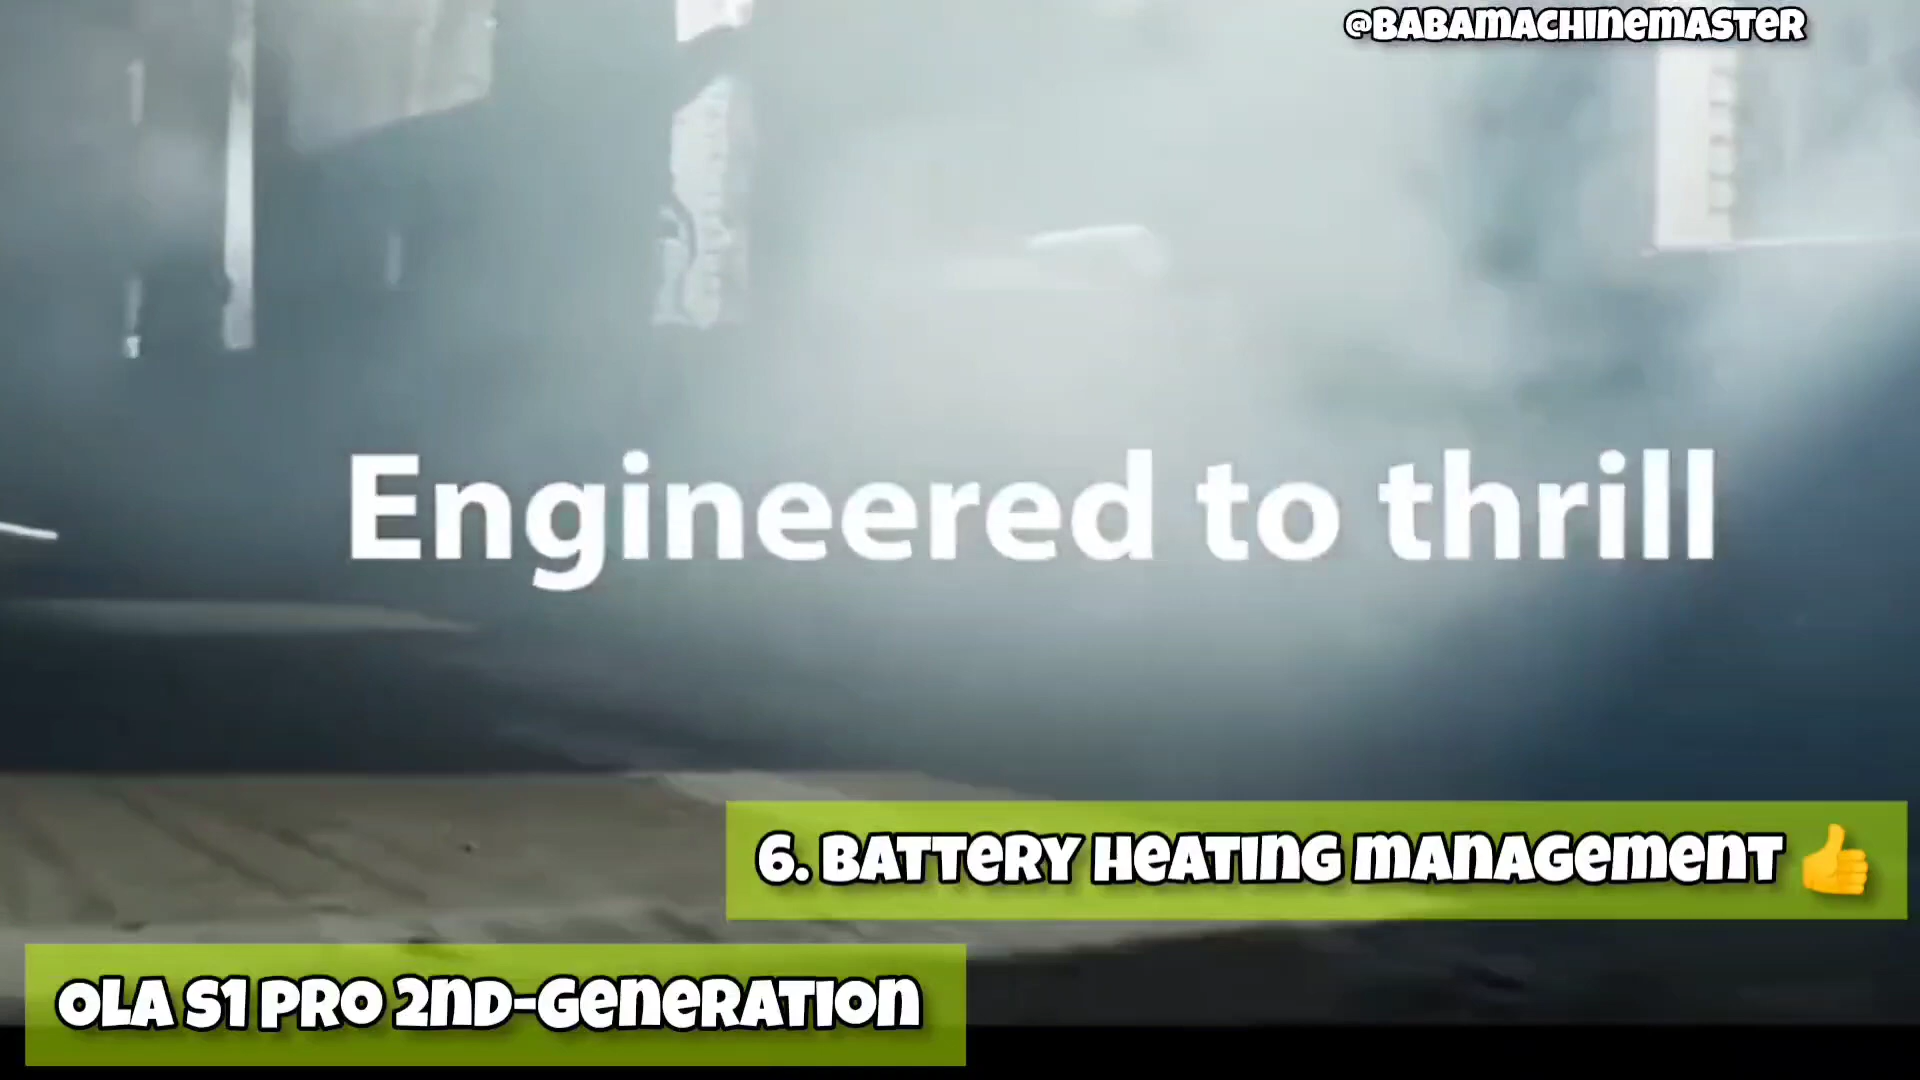 @BABAMACHINEMASTER
Engineered to thrill
6. BATTERY HEATING MANAGEMENT 👍
OLA S1 PRO 2ND-GENERATION